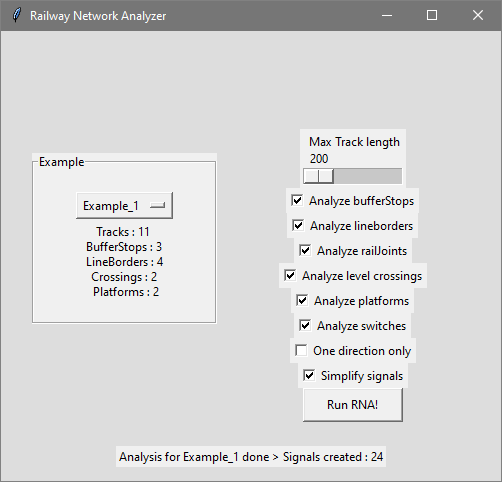 Railway Network Analyzer
Example
Example_1
Tracks : 11
BufferStops : 3
LineBorders : 4
Crossings : 2
Platforms : 2
Max Track length
200
Analyze bufferStops
Analyze lineborders
Analyze railJoints
Analyze level crossings
Analyze platforms
Analyze switches
One direction only
Simplify signals
Run RNA!
Analysis for Example_1 done > Signals created : 24